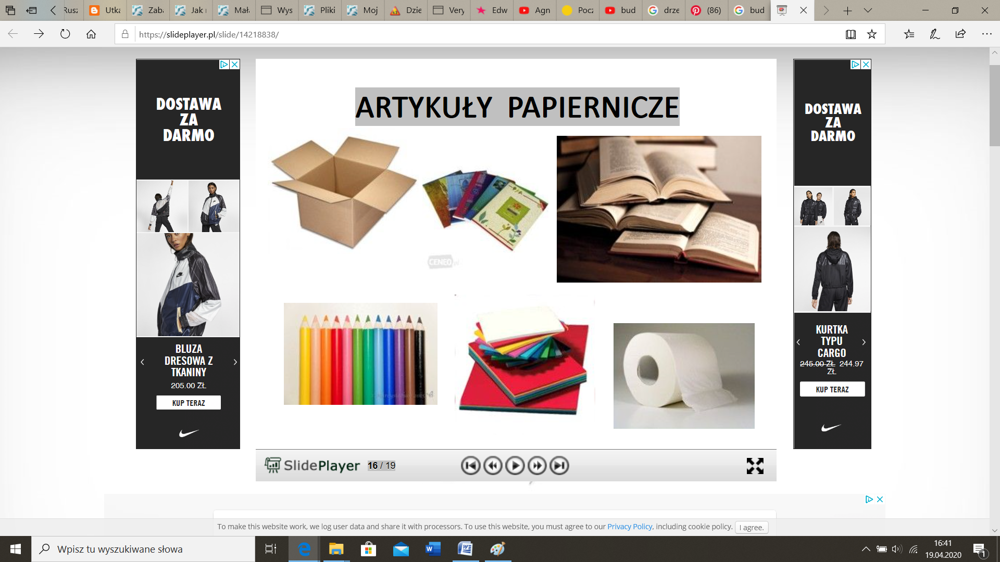 Rusz
Utka
Zaba
Jak r
Mała
Wys
Pliki
Moj
Dzie
Very
Edw
Agn
Pocz
bud
drze
(86)
bud
https://slideplayer.pl/slide/14218838/
DOSTAWA
ZA
DARMO
BLUZA
DRESOWA Z
TKANINY
205.00 ZŁ
KUP TERAZ
ARTYKUŁY PAPIERNICZE
CENEO.pl
SlidePlayer 16 / 19
DOSTAWA
ZA
DARMO
KURTKA
TYPU
CARGO
245.00 ZŁ 244.97
ZŁ
KUP TERAZ
To make this website work, we log user data and share it with processors. To use this website, you must agree to our Privacy Policy, including cookie policy. I agree.
Wpisz tu wyszukiwane słowa
16:41
19.04.2020
1